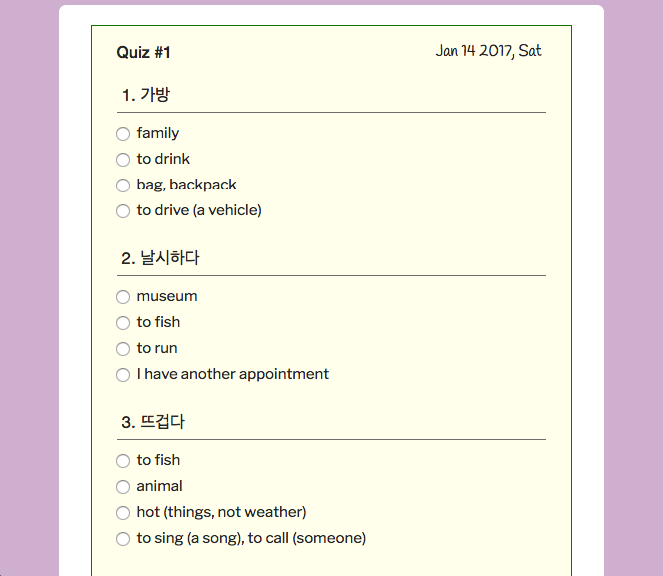 Quiz #1
Jan 14 2017, Sat
1. 가방
family
to drink
bag, backpack
to drive (a vehicle)
2. 날시하다
museum
to fish
to run
I have another appointment
3. 뜨겁다
to fish
animal
hot (things, not weather)
to sing (a song), to call (someone)